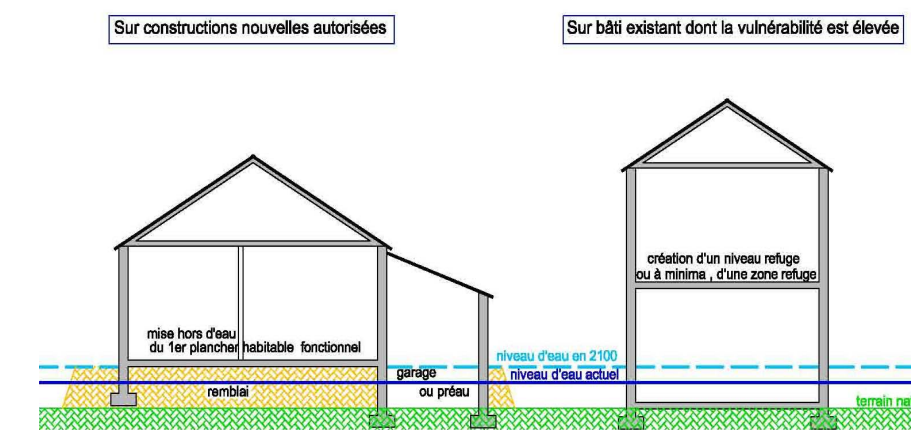 Sur constructions nouvelles autorisées
Sur bâti existant dont la vulnérabilité est élevée
création d'un niveau refuge
ou à minima , d'une zone refuge
mise hors d'eau
du 1er plancher habitable fonctionnel
niveau d'eau en 2100
garage
niveau d'eau actuel
remblai
ou préau
terrain na